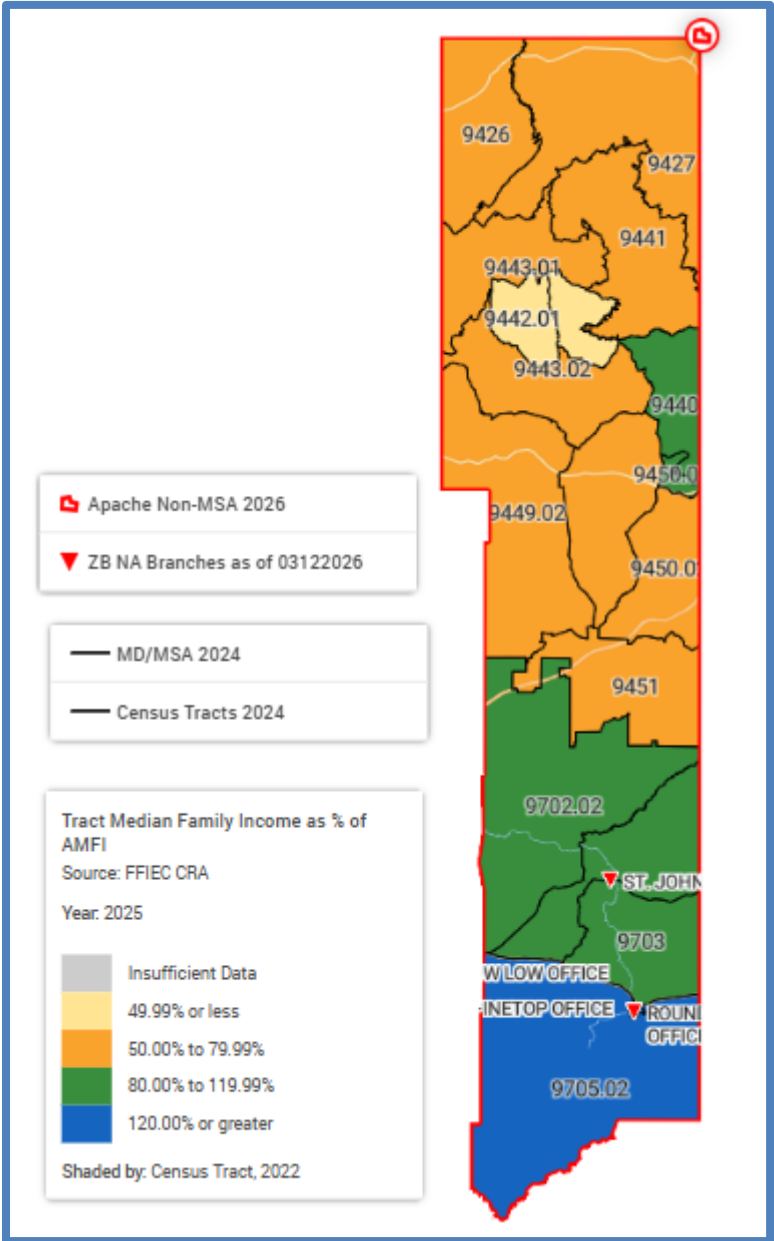 9426
9427
9441
9443.01
9442.01
9443.02
9440
9450.0
9449.02
9450.0
9451
9702.02
ST. JOHN
9703
W LOW OFFICE
INETOP OFFICE
ROUND
OFFIC
9705.02
Apache Non-MSA 2026
ZB NA Branches as of 03122026
MD/MSA 2024
Census Tracts 2024
Tract Median Family Income as % of
AMFI
Source: FFIEC CRA
Year: 2025
Insufficient Data
49.99% or less
50.00% to 79.99%
80.00% to 119.99%
120.00% or greater
Shaded by: Census Tract, 2022